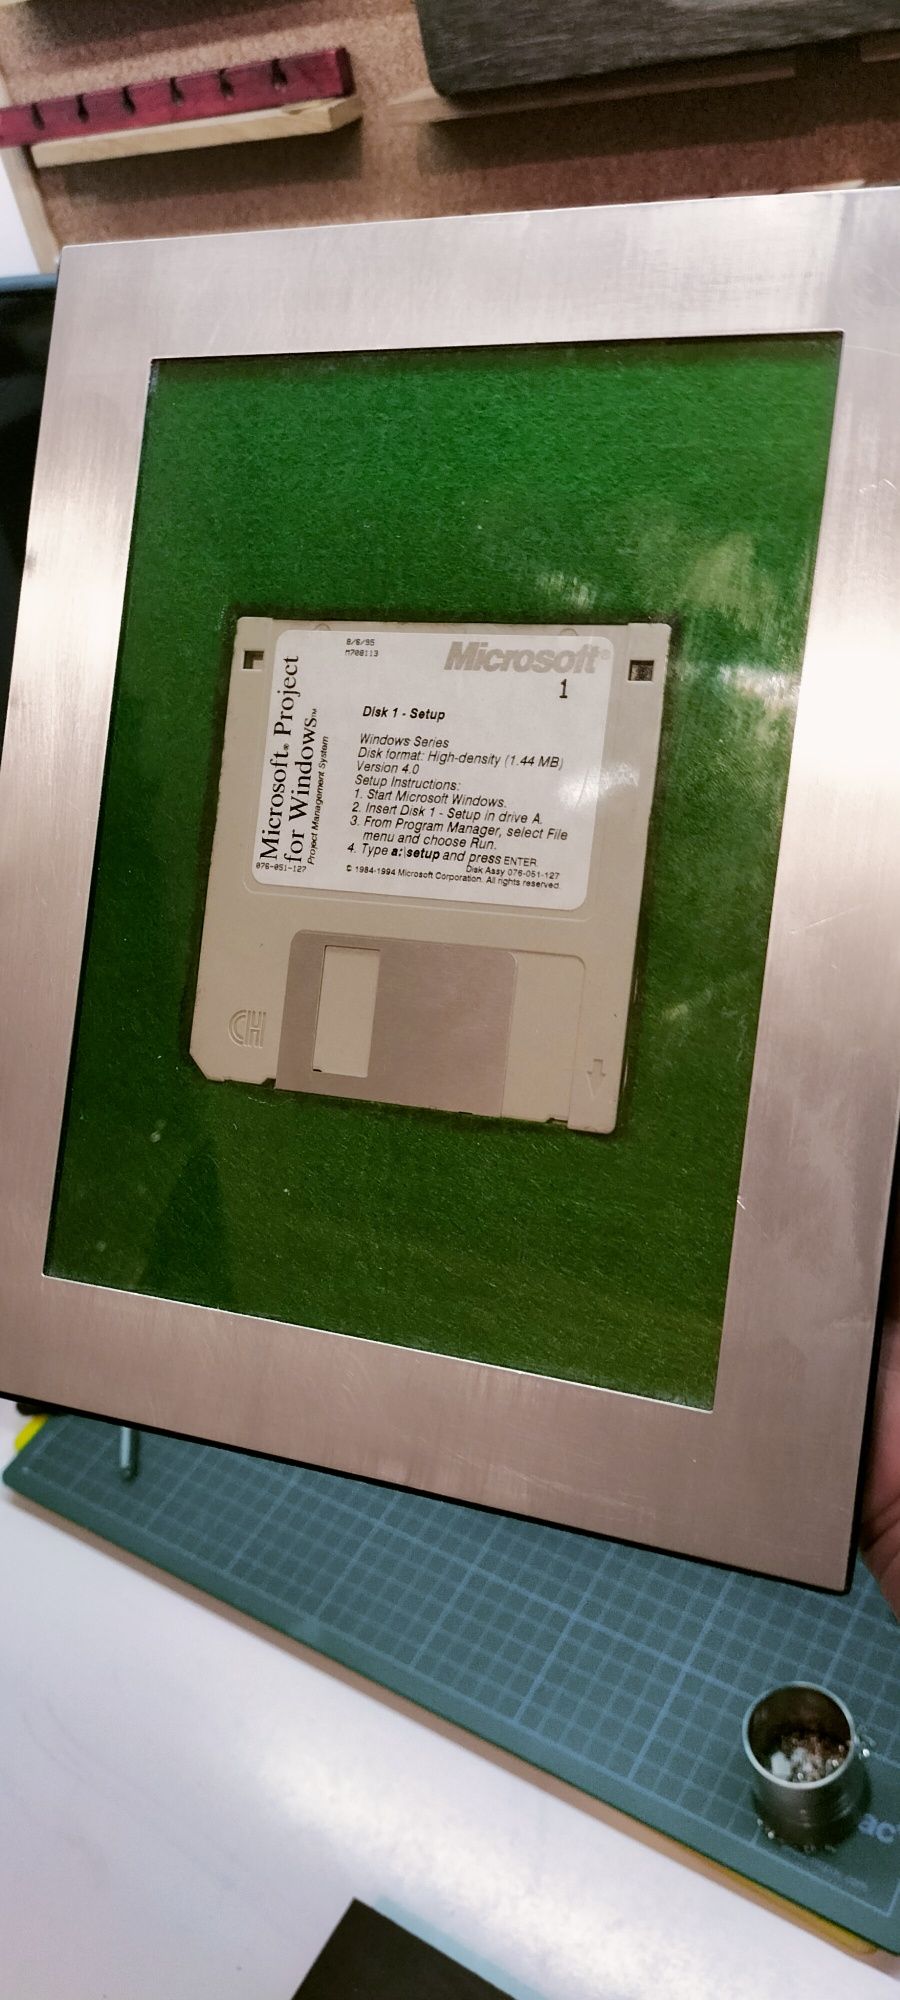 8/6/95
M708113
Microsoft®
1
Microsoft® Project
for Windows™
Project Management System
076-051-127
Disk 1 - Setup
Windows Series
Disk format: High-density (1.44 MB)
Version 4.0
Setup Instructions:
1. Start Microsoft Windows.
2. Insert Disk 1 - Setup in drive A.
3. From Program Manager, select File
menu and choose Run.
4. Type a:\setup and press ENTER.
Disk Assy 076-051-127
© 1984-1994 Microsoft Corporation. All rights reserved.
CH